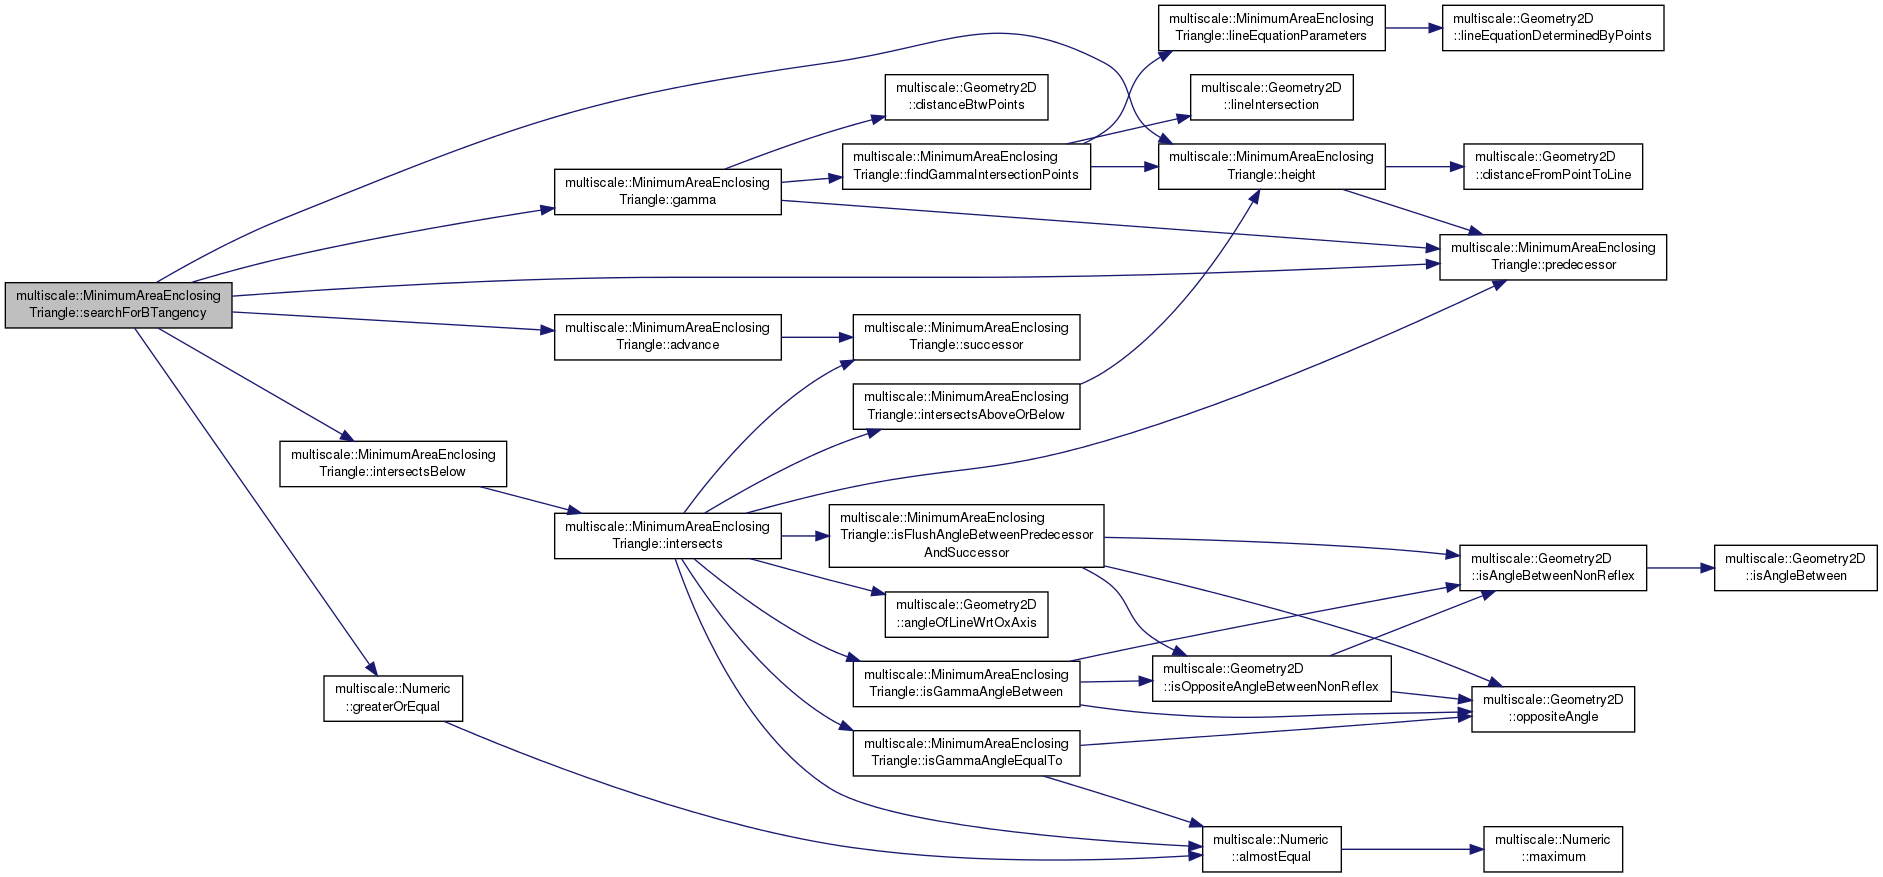 multiscale::MinimumAreaEnclosing
Triangle::searchForBTangency
multiscale::MinimumAreaEnclosing
Triangle::intersectsBelow
multiscale::Numeric
::greaterOrEqual
multiscale::MinimumAreaEnclosing
Triangle::gamma
multiscale::MinimumAreaEnclosing
Triangle::advance
multiscale::MinimumAreaEnclosing
Triangle::intersects
multiscale::Geometry2D
::distanceBtwPoints
multiscale::MinimumAreaEnclosing
Triangle::findGammaIntersectionPoints
multiscale::MinimumAreaEnclosing
Triangle::successor
multiscale::MinimumAreaEnclosing
Triangle::intersectsAboveOrBelow
multiscale::MinimumAreaEnclosing
Triangle::isFlushAngleBetweenPredecessor
AndSuccessor
multiscale::Geometry2D
::angleOfLineWrtOxAxis
multiscale::MinimumAreaEnclosing
Triangle::isGammaAngleBetween
multiscale::MinimumAreaEnclosing
Triangle::isGammaAngleEqualTo
multiscale::MinimumAreaEnclosing
Triangle::lineEquationParameters
multiscale::Geometry2D
::lineIntersection
multiscale::MinimumAreaEnclosing
Triangle::height
multiscale::Geometry2D
::isOppositeAngleBetweenNonReflex
multiscale::Numeric
::almostEqual
multiscale::Geometry2D
::lineEquationDeterminedByPoints
multiscale::Geometry2D
::distanceFromPointToLine
multiscale::MinimumAreaEnclosing
Triangle::predecessor
multiscale::Geometry2D
::isAngleBetweenNonReflex
multiscale::Geometry2D
::oppositeAngle
multiscale::Numeric
::maximum
multiscale::Geometry2D
::isAngleBetween